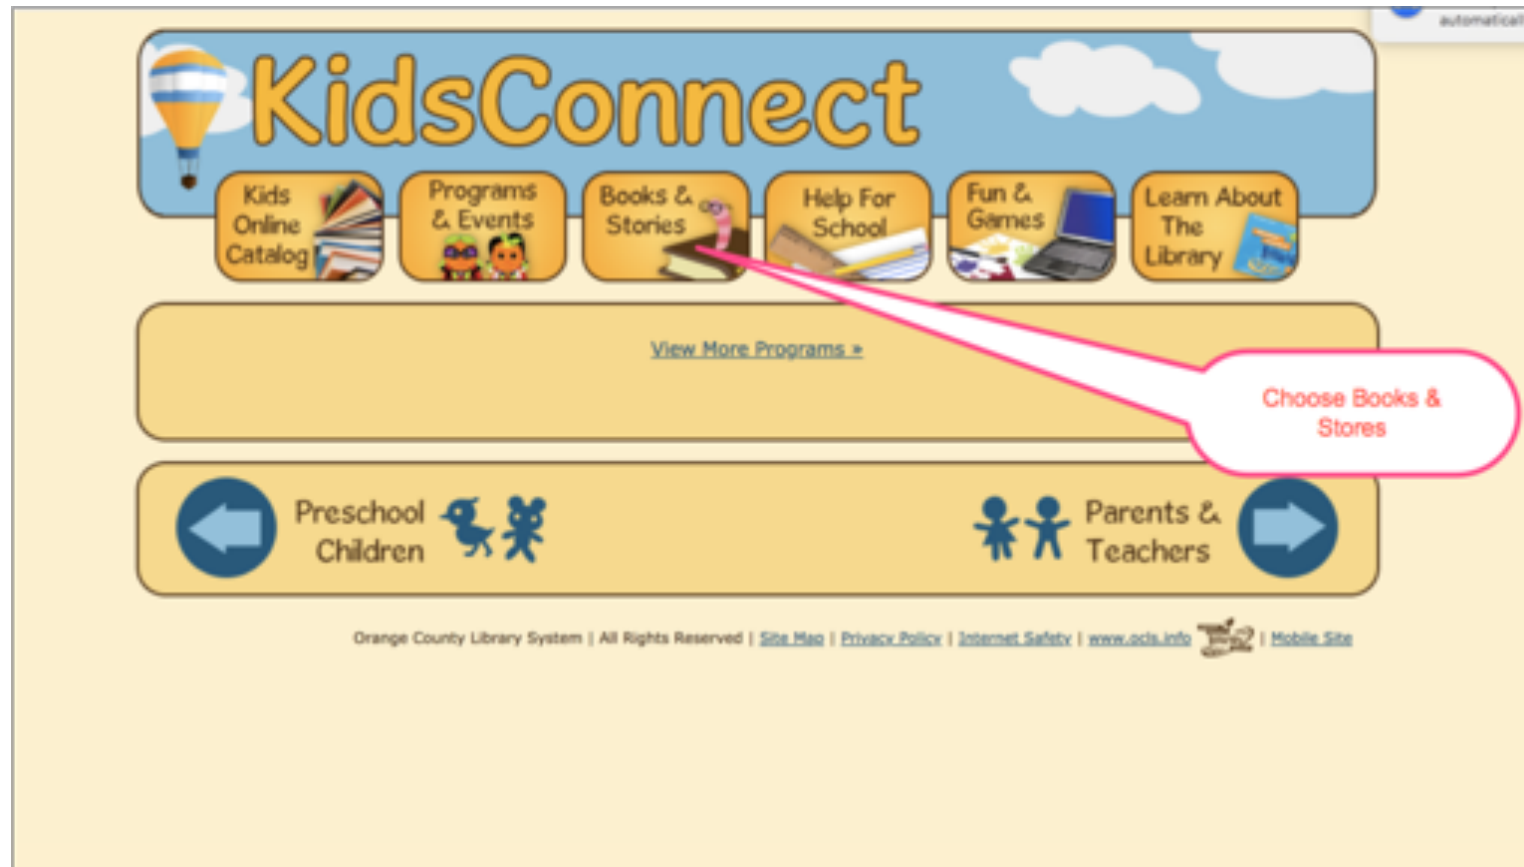 automatical
KidsConnect
Kids
Online
Catalog
Programs
& Events
Books &
Stories
Help For
School
Fun &
Games
Learn About
The
Library
View More Programs »
Choose Books &
Stores
Preschool
Children
Parents &
Teachers
Orange County Library System | All Rights Reserved | Site Map | Privacy Policy | Internet Safety | www.ocls.info | Mobile Site